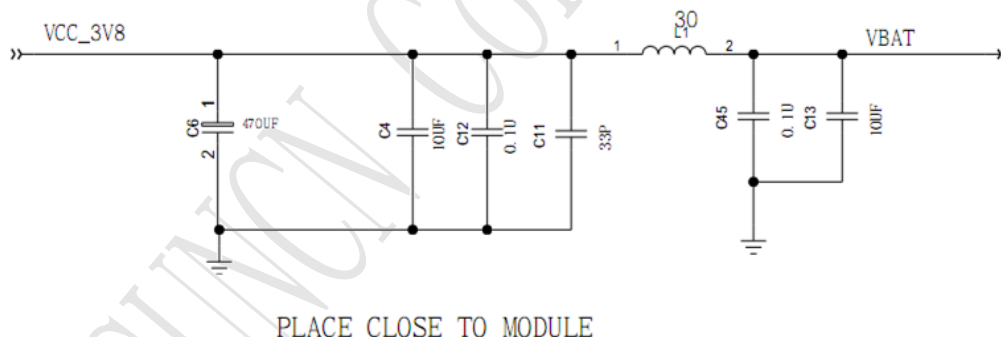 VCC_3V8
30
L1
1
2
VBAT
1
C6
470UF
2
C4
10UF
C12
0.1U
C11
33P
C45
0.1U
C13
10UF
PLACE CLOSE TO MODULE